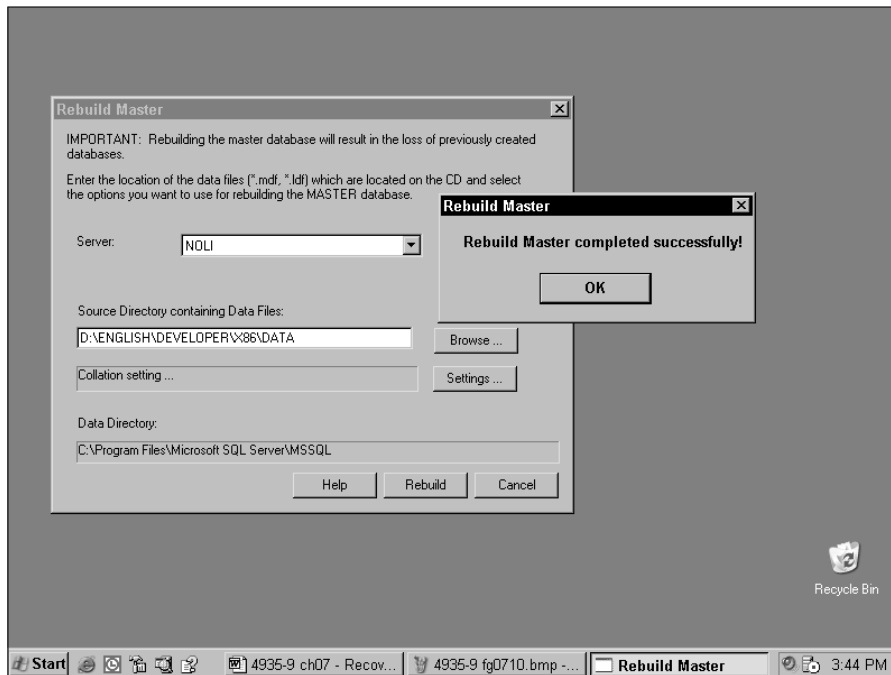 Rebuild Master
IMPORTANT: Rebuilding the master database will result in the loss of previously created
databases.
Enter the location of the data files (*.mdf, *.ldf) which are located on the CD and select
the options you want to use for rebuilding the MASTER database.
Rebuild Master
Rebuild Master completed successfully!
OK
Server:
NOLI
Source Directory containing Data Files:
D:\ENGLISH\DEVELOPER\X86\DATA
Browse ...
Collation setting ...
Settings ...
Data Directory:
C:\Program Files\Microsoft SQL Server\MSSQL
Help
Rebuild
Cancel
Recycle Bin
Start
4935-9 ch07 - Recov...
4935-9 fg0710.bmp -...
Rebuild Master
3:44 PM